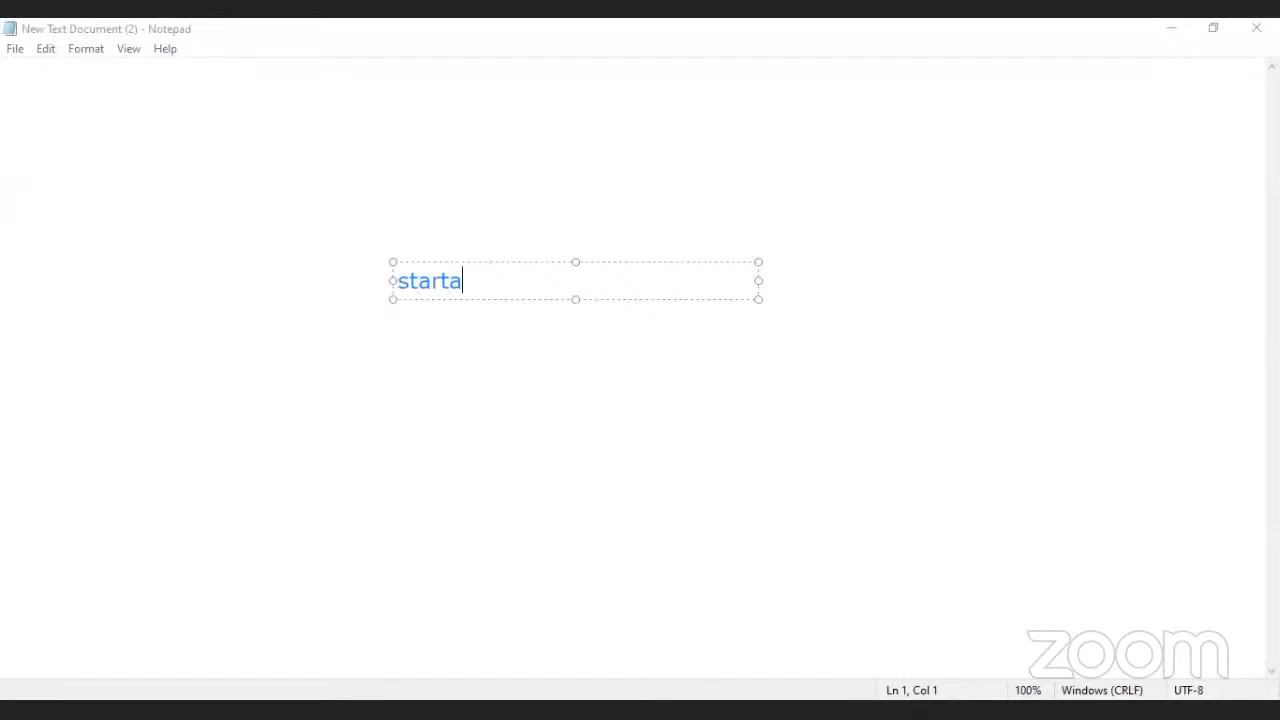 New Text Document (2) - Notepad
File Edit Format View Help
starta
zoom
Ln 1, Col 1 100% Windows (CRLF) UTF-8